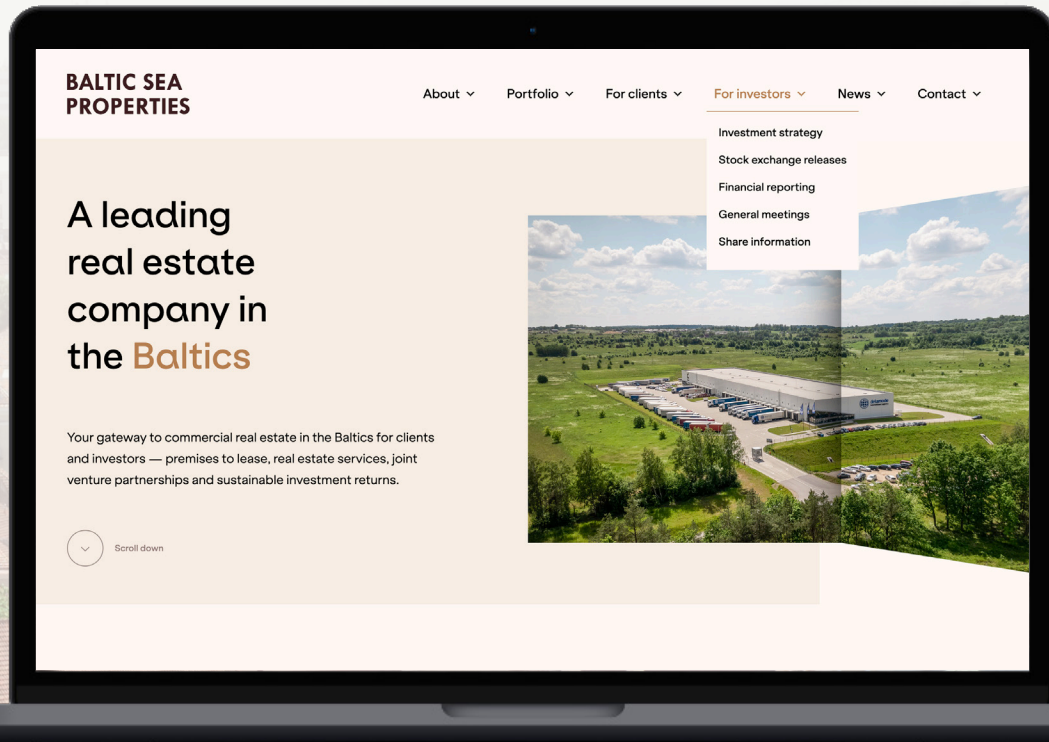 BALTIC SEA
PROPERTIES
About
Portfolio
For clients
For investors
News
Contact
Investment strategy
Stock exchange releases
Financial reporting
General meetings
Share information
A leading
real estate
company in
the Baltics
Your gateway to commercial real estate in the Baltics for clients
and investors — premises to lease, real estate services, joint
venture partnerships and sustainable investment returns.
Scroll down